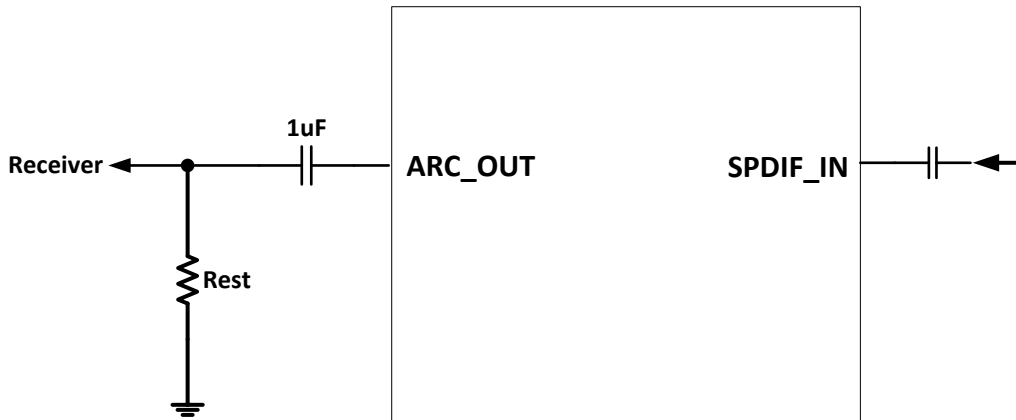 1uF
Receiver
ARC_OUT
SPDIF_IN
Rest